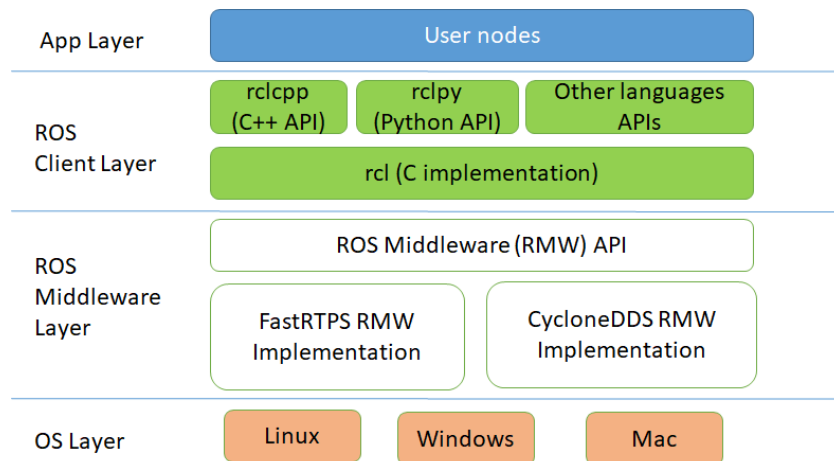 App Layer
User nodes
ROS
Client Layer
rclcpp
(C++ API)
rclpy
(Python API)
Other languages
APIs
rcl (C implementation)
ROS
Middleware
Layer
ROS Middleware (RMW) API
FastRTPS RMW
Implementation
CycloneDDS RMW
Implementation
OS Layer
Linux
Windows
Mac